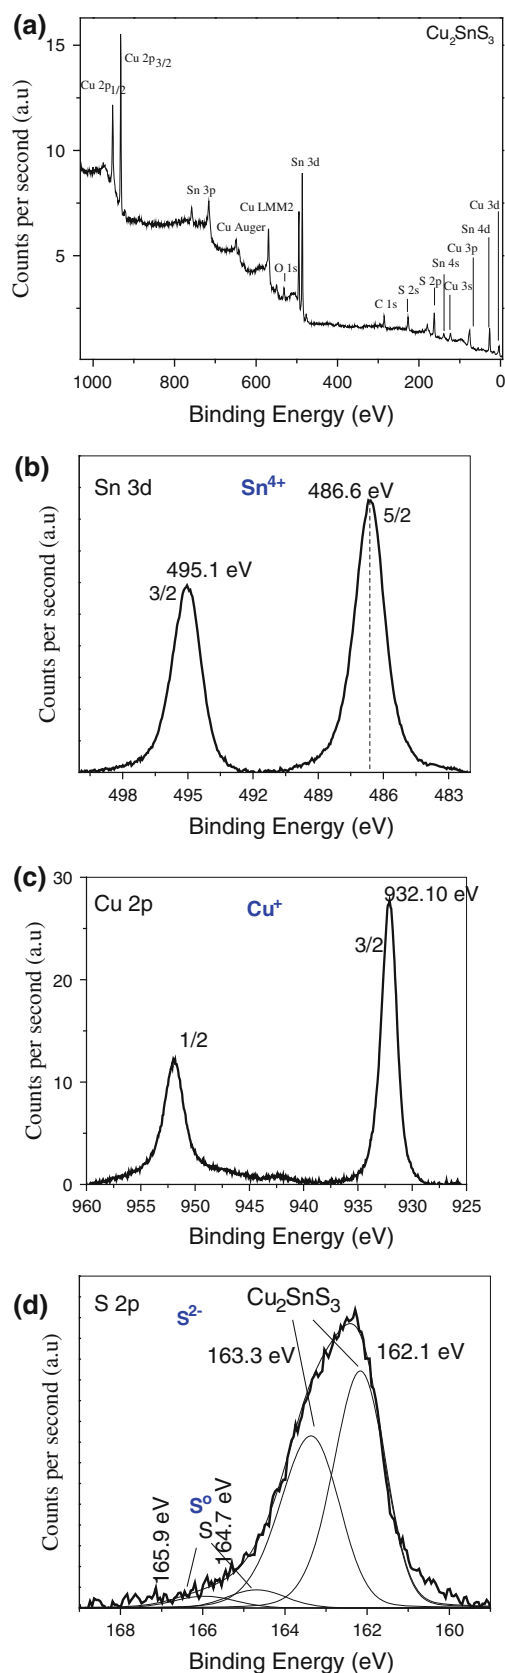 (a)
Cu2SnS3
Cu 2p3/2
Cu 2p1/2
Sn 3p
Cu Auger
Cu LMM2
O 1s
Sn 3d
C 1s
S 2s
S 2p
Sn 4s
Cu 3s
Cu 3p
Sn 4d
Cu 3d
15
10
5
Counts per second (a.u)
1000 800 600 400 200 0
Binding Energy (eV)
(b)
Sn 3d
Sn4+
486.6 eV
5/2
495.1 eV
3/2
Counts per second (a.u)
498 495 492 489 486 483
Binding Energy (eV)
(c)
Cu 2p
Cu+
932.10 eV
3/2
1/2
30
20
10
0
Counts per second (a.u)
960 955 950 945 940 935 930 925
Binding Energy (eV)
(d)
S 2p
S2-
Cu2SnS3
163.3 eV
162.1 eV
So
S
165.9 eV
164.7 eV
Counts per second (a.u)
168 166 164 162 160
Binding Energy (eV)